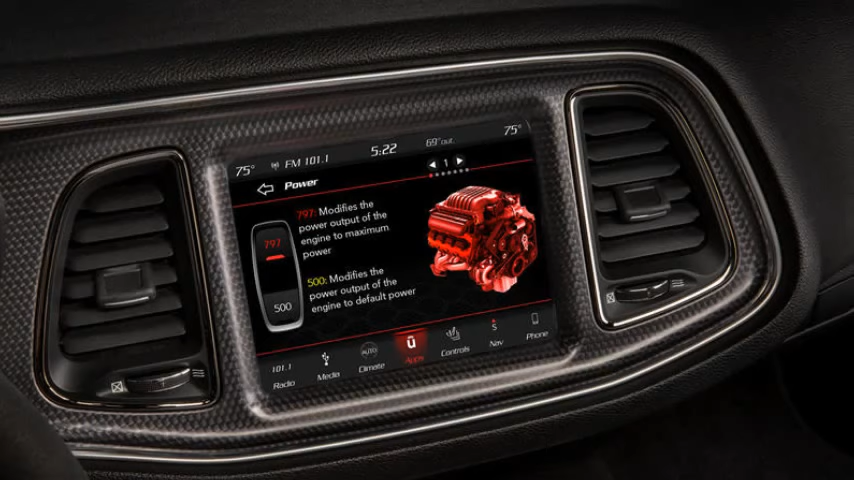 75° FM 101.1 5:22 69° out. 75°
Power
1
797: Modifies the
power output of the
engine to maximum
power
797
500: Modifies the
power output of the
engine to default power
500
101.1 AUTO û S
Radio Media Climate Apps Controls Nav Phone